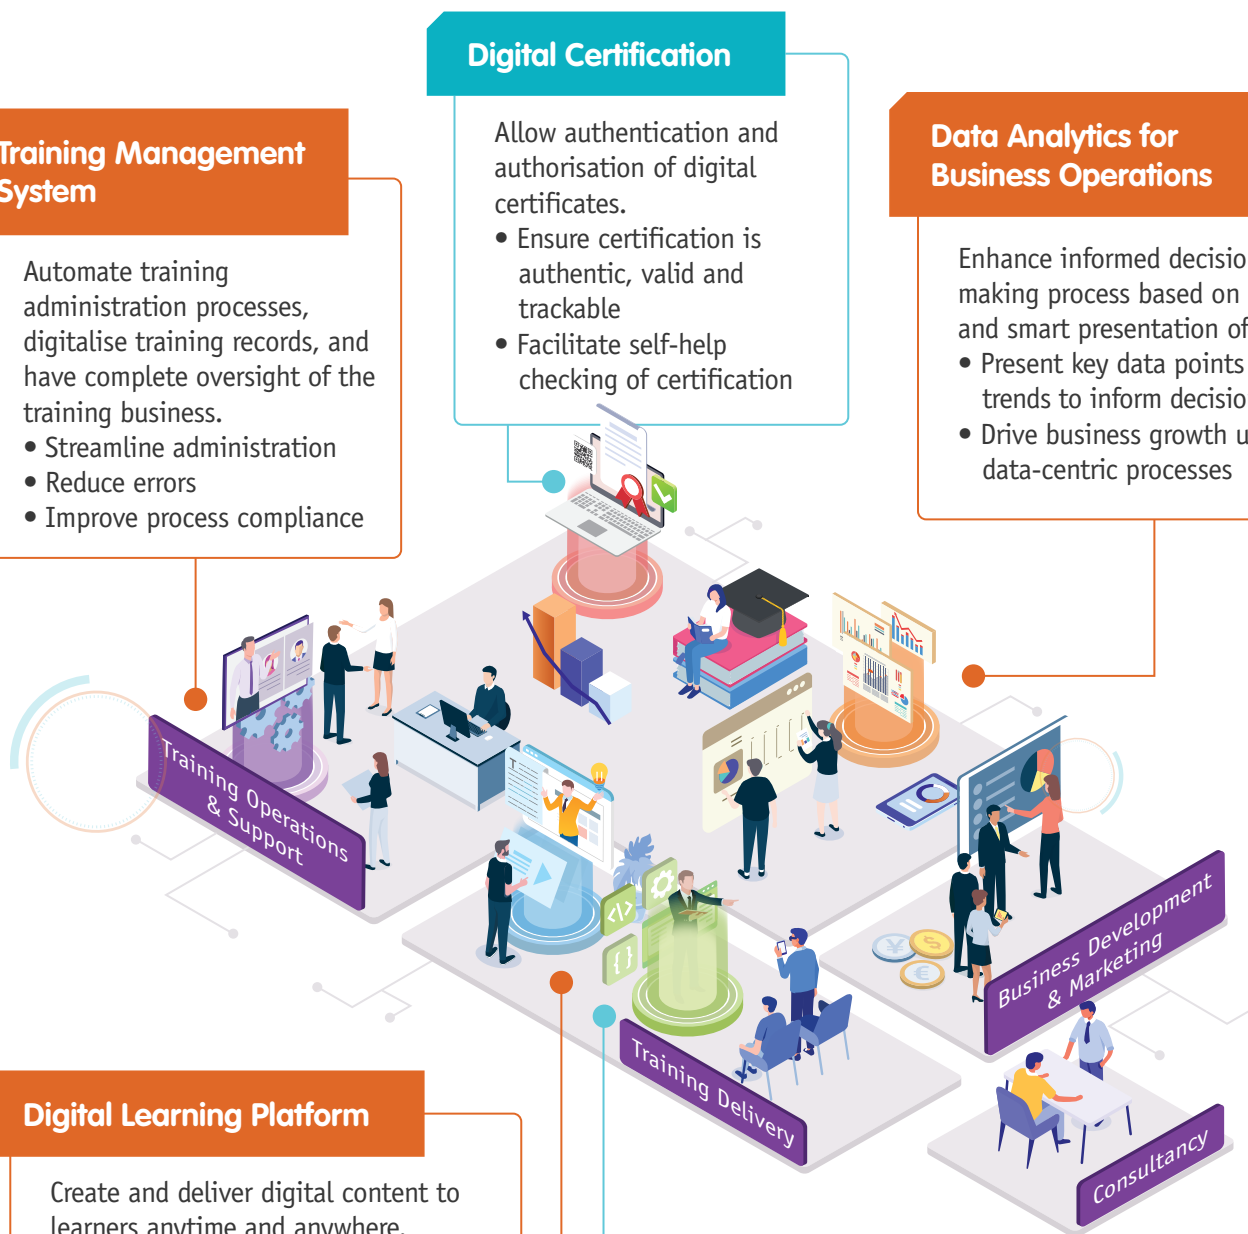 Digital Certification
Allow authentication and
authorisation of digital
certificates.
• Ensure certification is
authentic, valid and
trackable
• Facilitate self-help
checking of certification
Training Management
System
Automate training
administration processes,
digitalise training records, and
have complete oversight of the
training business.
• Streamline administration
• Reduce errors
• Improve process compliance
Data Analytics for
Business Operations
Enhance informed
making process based on
and smart presentation of
• Present key data points
trends to inform
• Drive business growth
data-centric processes
Training Operations
& Support
Business Development
& Marketing
Training Delivery
Consultancy
¥
$
€
</>
{ }
Digital Learning Platform
Create and deliver digital content to
learners anytime and anywhere.